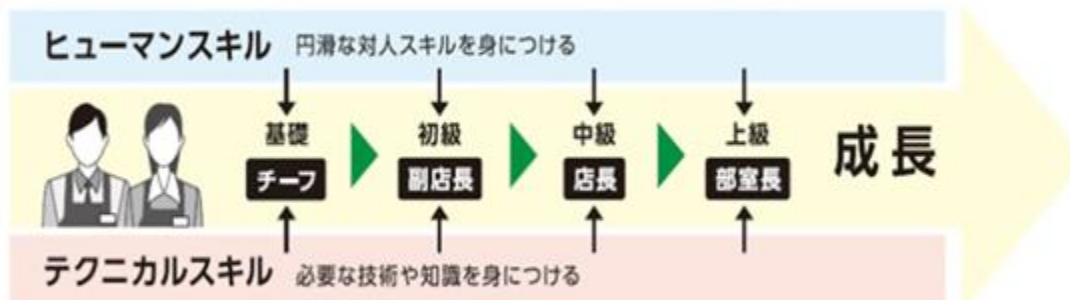 ヒューマンスキル 円滑な対人スキルを身につける
基礎 初級 中級 上級
チーフ 副店長 店長 部室長
成長
テクニカルスキル 必要な技術や知識を身につける